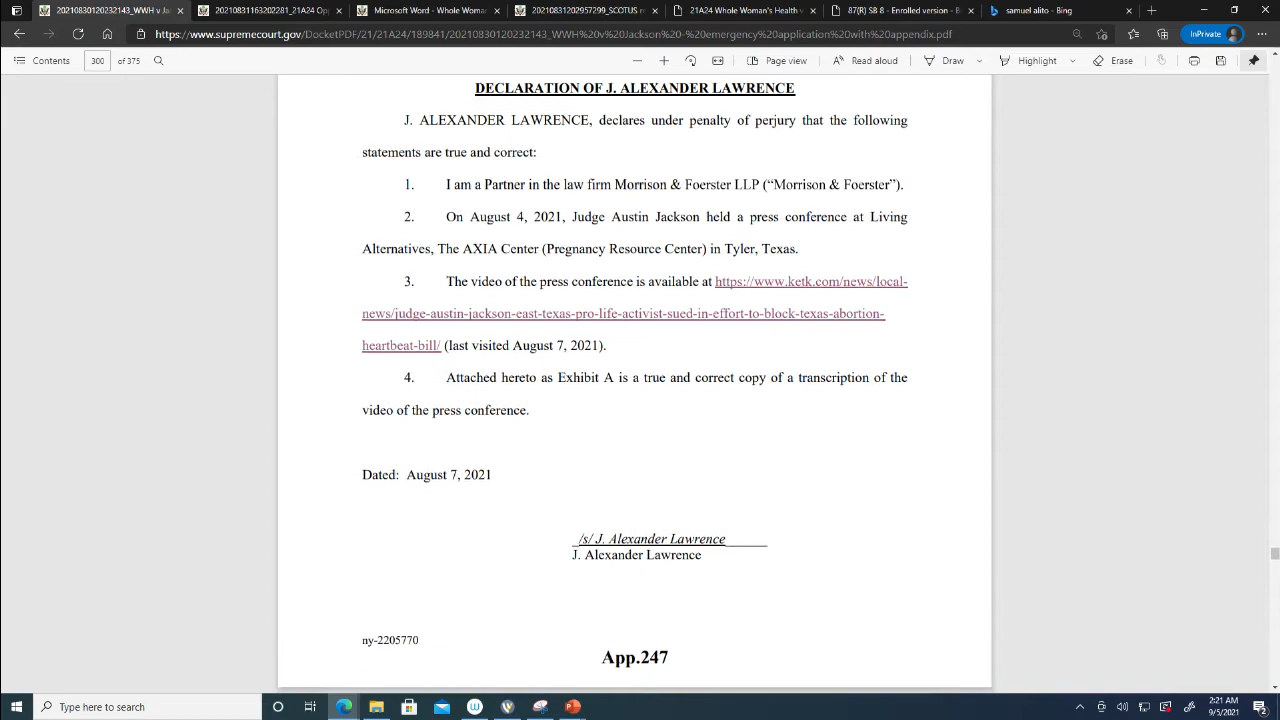 20210830100232143_WWH v Ja
20210831163202281_21A24 Opp
Microsoft Word - Whole Woma
20210831202957299_SCOTUS m
21A24 Whole Woman's Health v
87(R) SB 8 - Enrolled version - B
samuel alito - Bing
https://www.supremecourt.gov/DocketPDF/21/21A24/189841/20210830100232143_WWH%20v%20Jackson-%20emergency%20application%20with%20appendix.pdf
InPrivate
Contents
300 of 375
Page view
Read aloud
Draw
Highlight
Erase
DECLARATION OF J. ALEXANDER LAWRENCE
J. ALEXANDER LAWRENCE, declares under penalty of perjury that the following
statements are true and correct:
1. I am a Partner in the law firm Morrison & Foerster LLP (“Morrison & Foerster”).
2. On August 4, 2021, Judge Austin Jackson held a press conference at Living
Alternatives, The AXIA Center (Pregnancy Resource Center) in Tyler, Texas.
3. The video of the press conference is available at https://www.ketk.com/news/local-
news/judge-austin-jackson-east-texas-pro-life-activist-sued-in-effort-to-block-texas-abortion-
heartbeat-bill/ (last visited August 7, 2021).
4. Attached hereto as Exhibit A is a true and correct copy of a transcription of the
video of the press conference.
Dated: August 7, 2021
_/s/ J. Alexander Lawrence______
J. Alexander Lawrence
ny-2205770
App.247
Type here to search
2:21 AM
9/5/2021
2